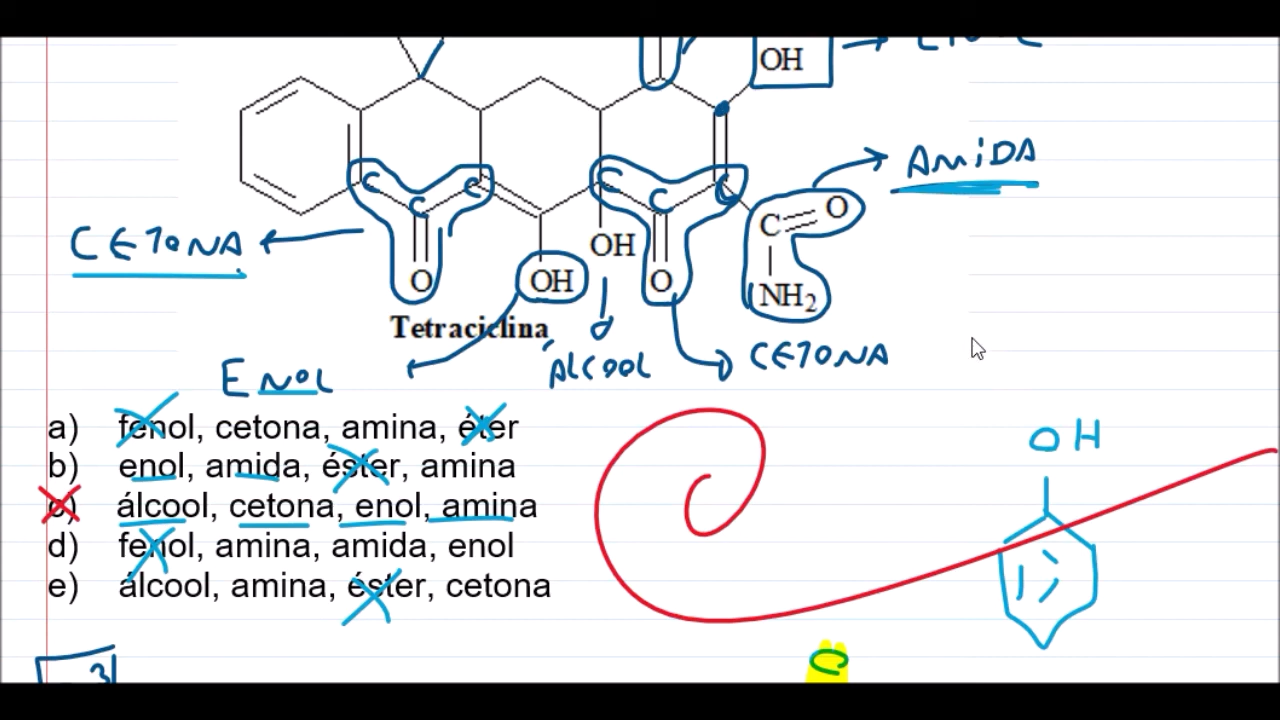 OH
AMIDA
C C C
C C C
C O
CETONA
OH
O OH O NH₂
Tetraciclina
ÁLCOOL CETONA
ENOL
a) fenol, cetona, amina, éter
OH
b) enol, amida, éster, amina
c) álcool, cetona, enol, amina
d) fenol, amina, amida, enol
e) álcool, amina, éster, cetona